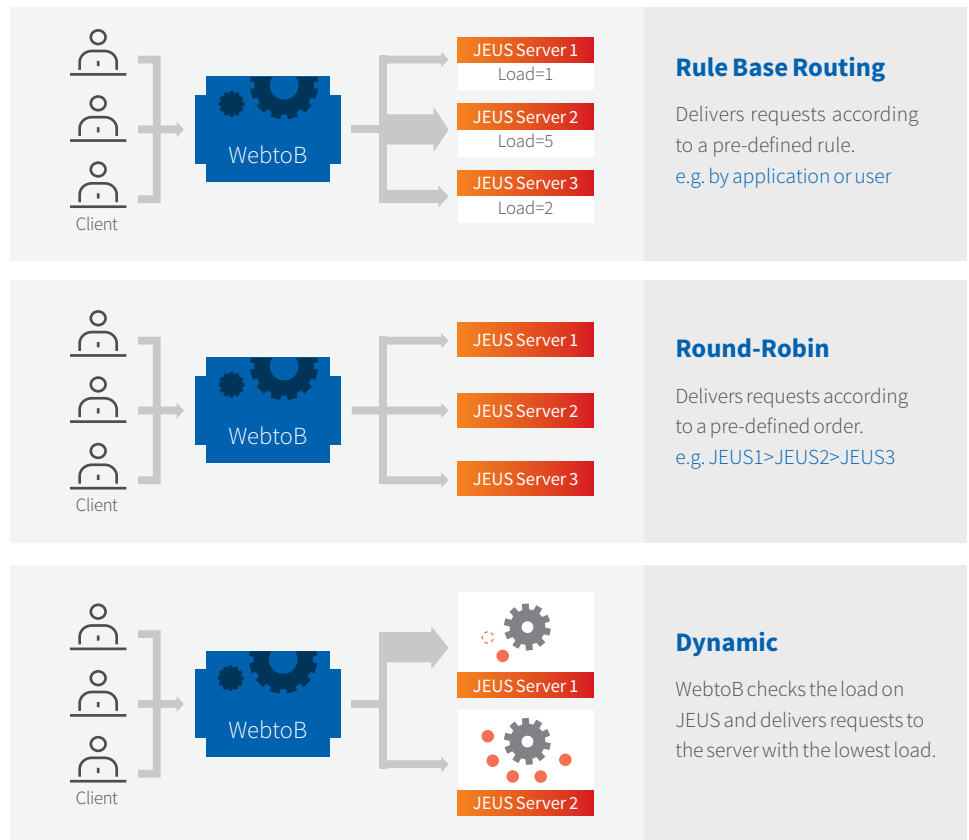 JEUS Server 1
Load=1
JEUS Server 2
Load=5
JEUS Server 3
Load=2
WebtoB
Client
Rule Base Routing
Delivers requests according
to a pre-defined rule.
e.g. by application or user
JEUS Server 1
JEUS Server 2
JEUS Server 3
WebtoB
Client
Round-Robin
Delivers requests according
to a pre-defined order.
e.g. JEUS1>JEUS2>JEUS3
JEUS Server 1
JEUS Server 2
WebtoB
Client
Dynamic
WebtoB checks the load on
JEUS and delivers requests to
the server with the lowest load.